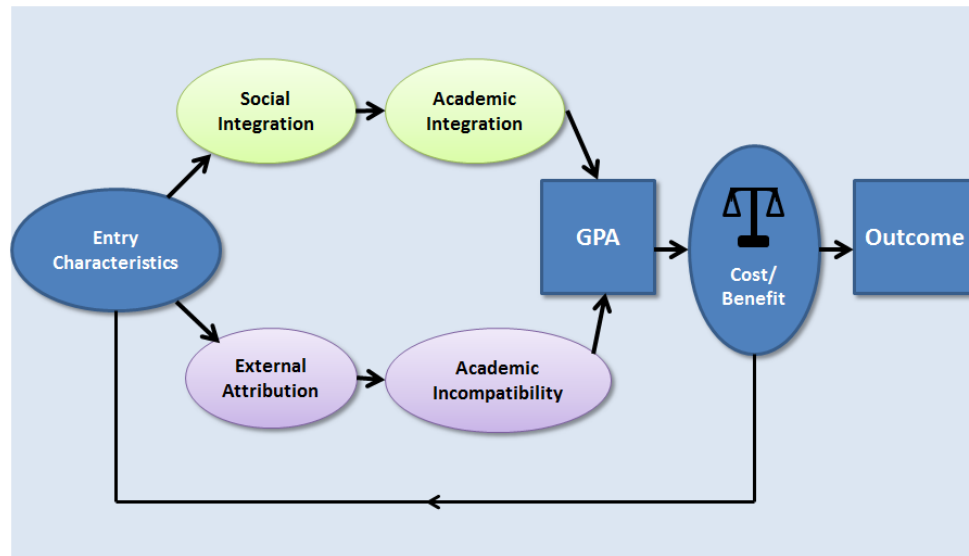 Social
Integration
Academic
Integration
Entry
Characteristics
GPA
Cost/
Benefit
Outcome
External
Attribution
Academic
Incompatibility